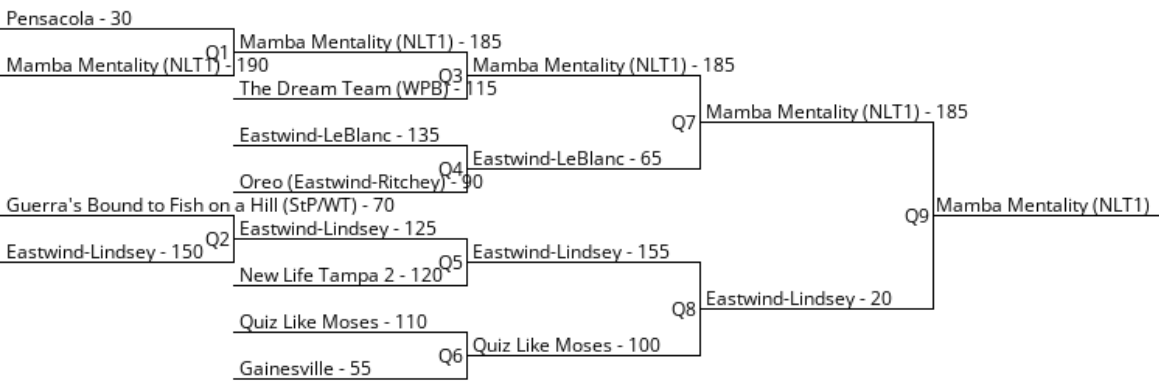 Pensacola - 30
Q1
Mamba Mentality (NLT1) - 190
Mamba Mentality (NLT1) - 185
Q3
The Dream Team (WPB) - 115
Mamba Mentality (NLT1) - 185
Q7
Eastwind-LeBlanc - 135
Q4
Oreo (Eastwind-Ritchey) - 90
Eastwind-LeBlanc - 65
Mamba Mentality (NLT1) - 185
Q9
Mamba Mentality (NLT1)
Guerra's Bound to Fish on a Hill (StP/WT) - 70
Q2
Eastwind-Lindsey - 150
Eastwind-Lindsey - 125
Q5
New Life Tampa 2 - 120
Eastwind-Lindsey - 155
Q8
Eastwind-Lindsey - 20
Quiz Like Moses - 110
Q6
Gainesville - 55
Quiz Like Moses - 100